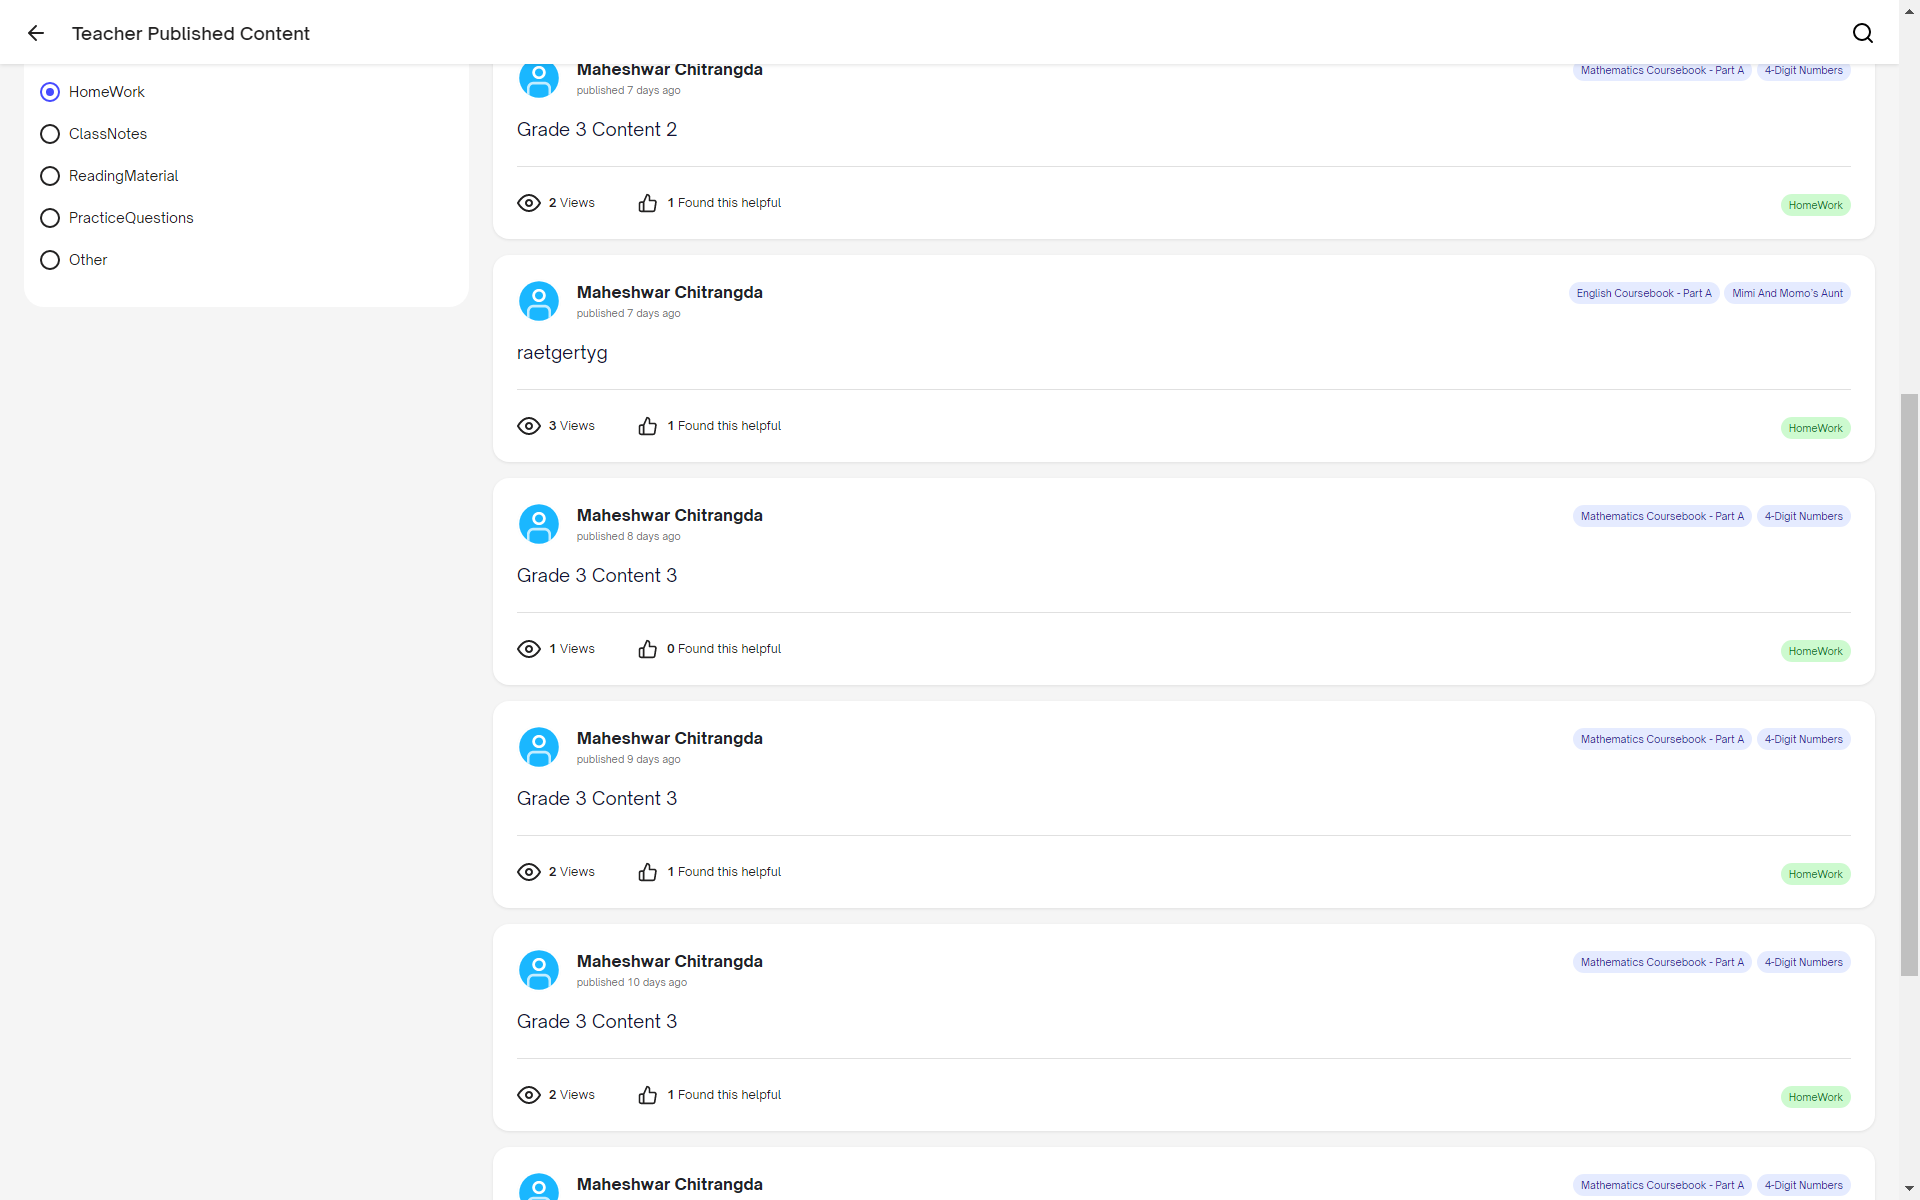 Teacher Published Content
HomeWork
ClassNotes
ReadingMaterial
PracticeQuestions
Other
Maheshwar Chitrangda
published 7 days ago
Mathematics Coursebook - Part A
4-Digit Numbers
Grade 3 Content 2
2 Views
1 Found this helpful
HomeWork
Maheshwar Chitrangda
published 7 days ago
English Coursebook - Part A
Mimi And Momo's Aunt
raetgertyg
3 Views
1 Found this helpful
HomeWork
Maheshwar Chitrangda
published 8 days ago
Mathematics Coursebook - Part A
4-Digit Numbers
Grade 3 Content 3
1 Views
0 Found this helpful
HomeWork
Maheshwar Chitrangda
published 9 days ago
Mathematics Coursebook - Part A
4-Digit Numbers
Grade 3 Content 3
2 Views
1 Found this helpful
HomeWork
Maheshwar Chitrangda
published 10 days ago
Mathematics Coursebook - Part A
4-Digit Numbers
Grade 3 Content 3
2 Views
1 Found this helpful
HomeWork
Maheshwar Chitrangda
Mathematics Coursebook - Part A
4-Digit Numbers